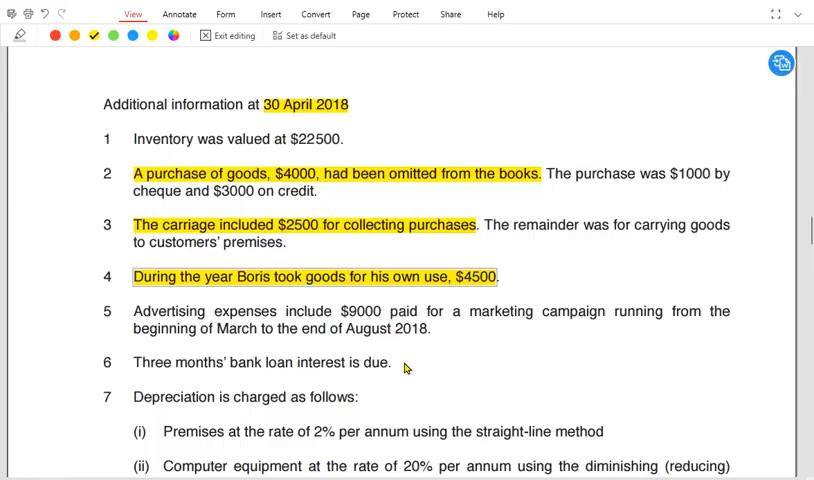 View Annotate Form Insert Convert Page Protect Share Help
Exit editing Set as default
Additional information at 30 April 2018
1 Inventory was valued at $22500.
2 A purchase of goods, $4000, had been omitted from the books. The purchase was $1000 by
cheque and $3000 on credit.
3 The carriage included $2500 for collecting purchases. The remainder was for carrying goods
to customers' premises.
4 During the year Boris took goods for his own use, $4500.
5 Advertising expenses include $9000 paid for a marketing campaign running from the
beginning of March to the end of August 2018.
6 Three months' bank loan interest is due.
7 Depreciation is charged as follows:
(i) Premises at the rate of 2% per annum using the straight-line method
(ii) Computer equipment at the rate of 20% per annum using the diminishing (reducing)